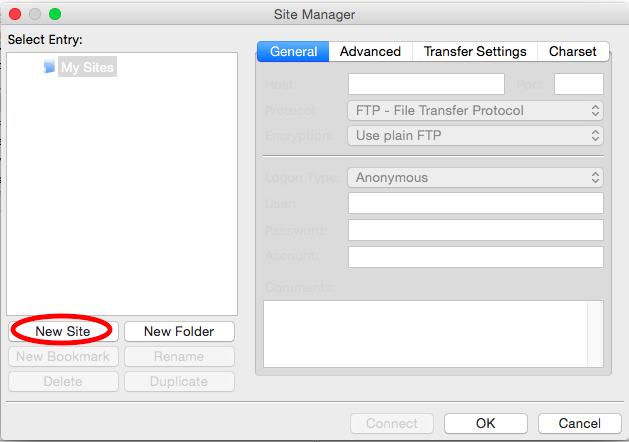 Site Manager
Select Entry:
My Sites
General Advanced Transfer Settings Charset
Host: Port:
Protocol: FTP - File Transfer Protocol
Encryption: Use plain FTP
Logon Type: Anonymous
User:
Password:
Account:
Comments:
New Site New Folder
New Bookmark Rename
Delete Duplicate
Connect OK Cancel